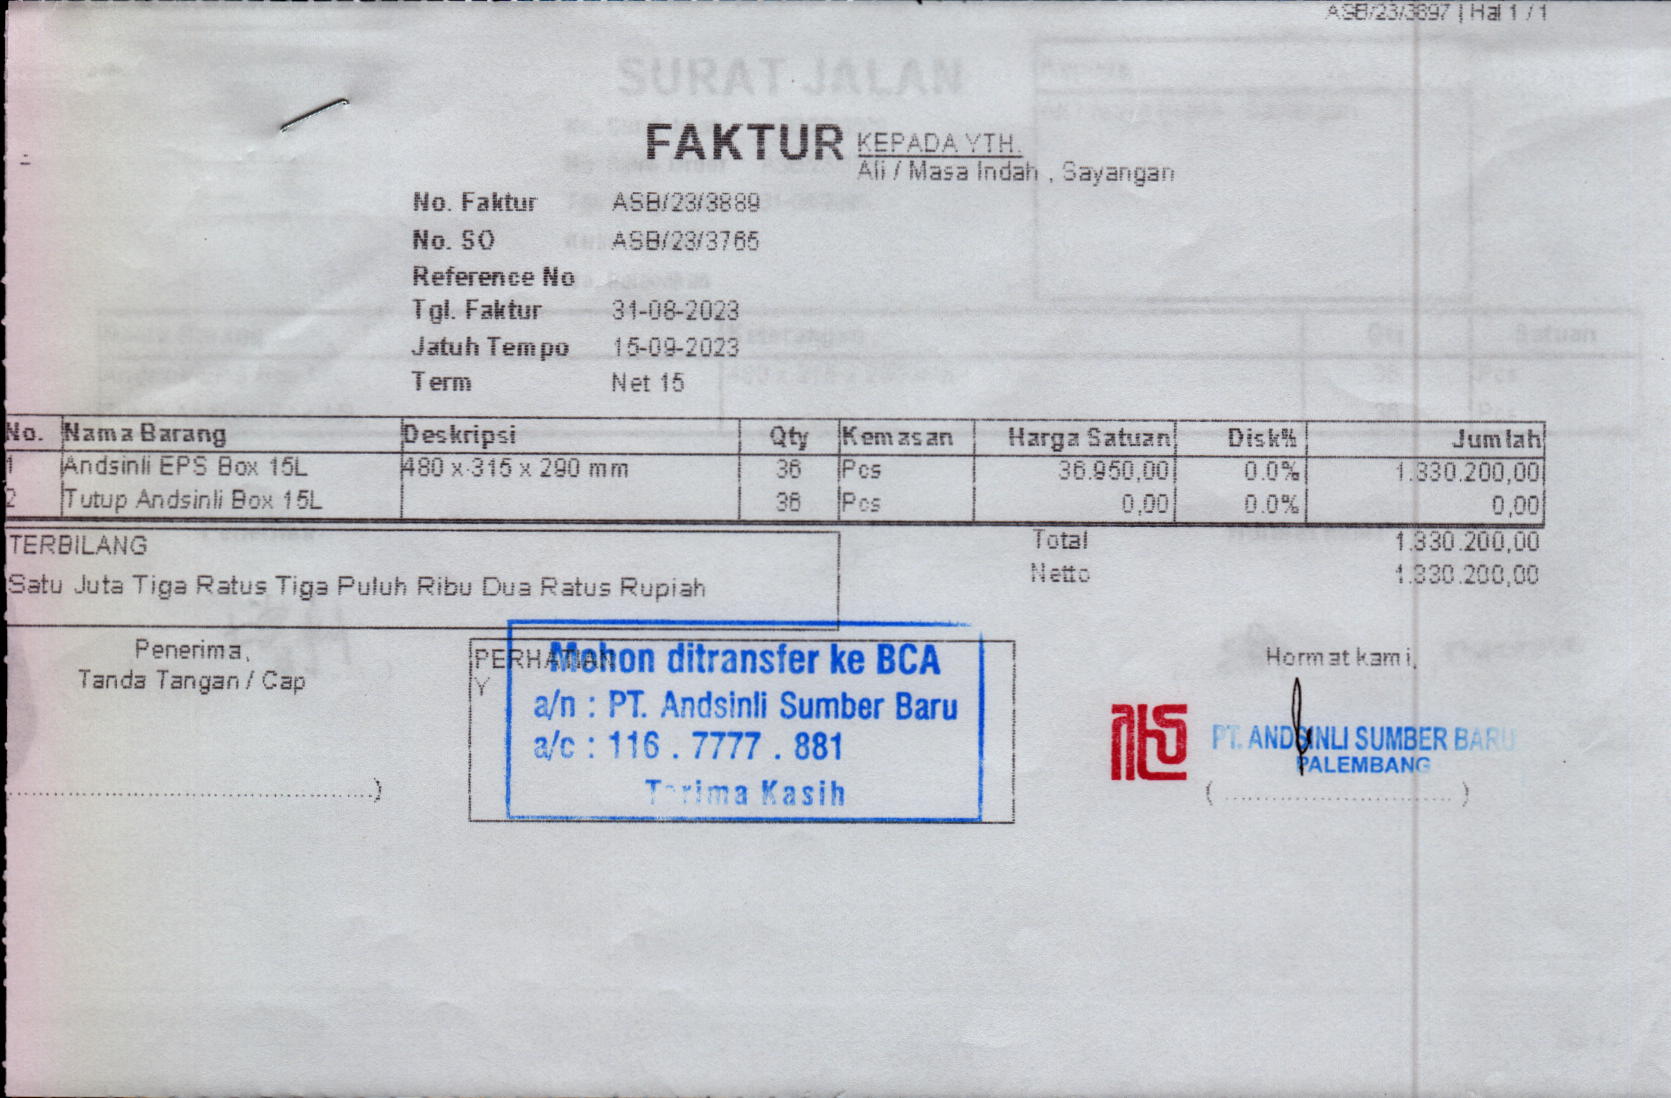 ASB/23/3897 | Hal 1 / 1
SURAT JALAN
FAKTUR
KEPADA YTH.
Ali / Masa Indah , Sayangan
No. Faktur ASB/23/3889
No. SO ASB/23/3765
Reference No
Tgl. Faktur 31-08-2023
Jatuh Tempo 15-09-2023
Term Net 15
No. Nama Barang Deskripsi Qty Kemasan Harga Satuan Disk% Jumlah
1 Andsinli EPS Box 15L 480 x 315 x 290 mm 36 Pcs 36.950,00 0.0% 1.330.200,00
2 Tutup Andsinli Box 15L 36 Pcs 0,00 0.0% 0,00
TERBILANG
Satu Juta Tiga Ratus Tiga Puluh Ribu Dua Ratus Rupiah
Total 1.330.200,00
Netto 1.330.200,00
Penerima,
Tanda Tangan / Cap
PERHATIAN
Y
Mohon ditransfer ke BCA
a/n : PT. Andsinli Sumber Baru
a/c : 116 . 7777 . 881
Terima Kasih
Hormat kami,
PT. ANDSINLI SUMBER BARU
PALEMBANG